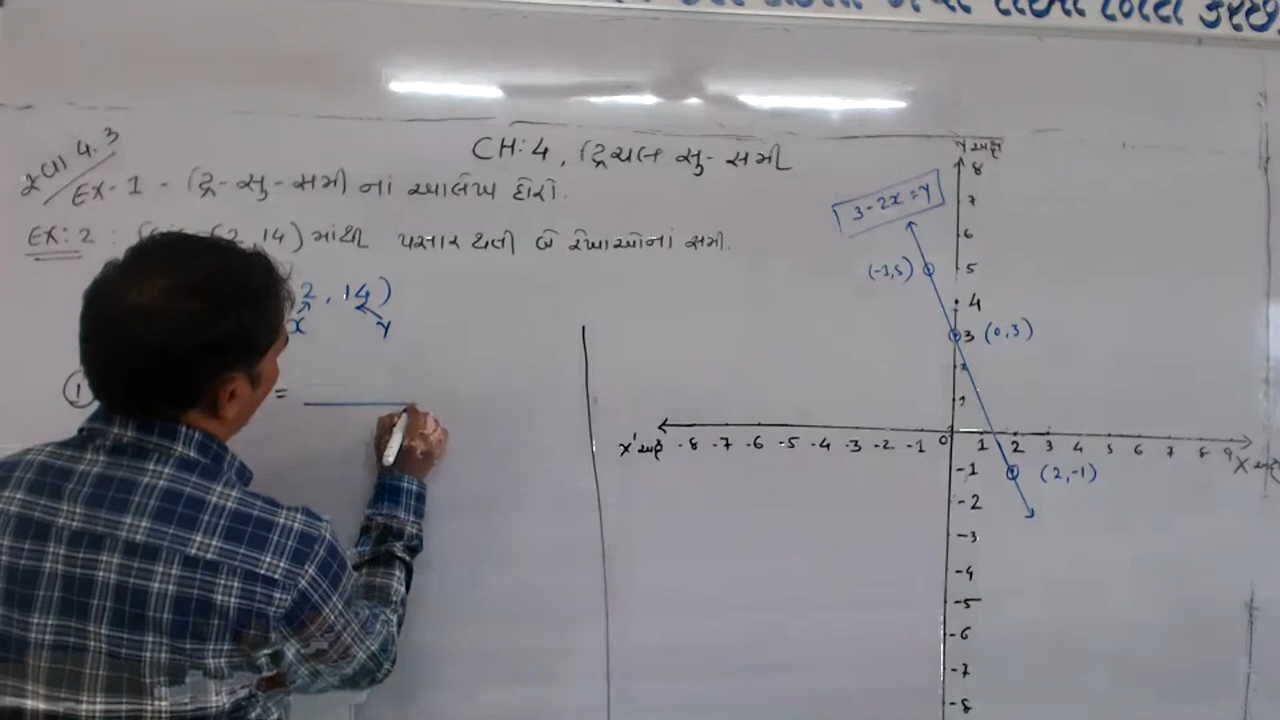 CH: 4, દ્વિચલ સુ- સમી
સ્વા 4.3
EX-1 - દ્વિ-સુ-સમી નાં આલેખ દોરો.
EX: 2 : (2,14) માંથી પસાર થતી બે રેખાઓનાં સમી.
2, 14)
x y
1 =
Y અક્ષ
8
3-2x=y
7
6
(-1,5) 5
4
3 (0,3)
2
1
X' અક્ષ -8 -7 -6 -5 -4 -3 -2 -1 0 1 2 3 4 5 6 7 8 9 X
-1 (2,-1)
-2
-3
-4
-5
-6
-7
-8